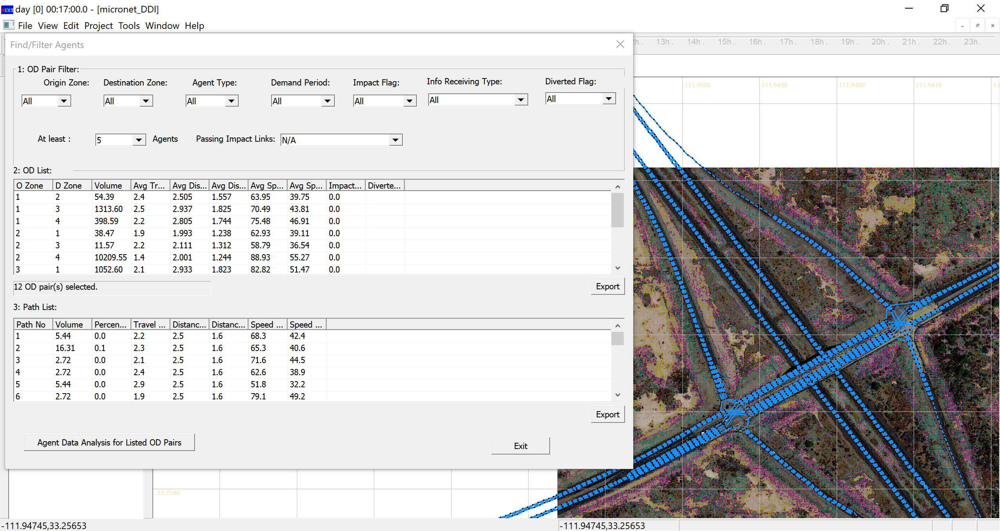 NEXT day [0] 00:17:00.0 - [micronet_DDI]
File View Edit Project Tools Window Help
Find/Filter Agents
13h . 14h . 15h . 16h . 17h . 18h . 19h . 20h . 21h . 22h . 23h .
1: OD Pair Filter:
Origin Zone: Destination Zone: Agent Type: Demand Period: Impact Flag: Info Receiving Type: Diverted Flag:
All All All All All All All
-111.9500 -111.9490 -111.9480 -111.9470
At least : 5 Agents Passing Impact Links: N/A
2: OD List:
O Zone D Zone Volume Avg Tr... Avg Dis... Avg Dis... Avg Sp... Avg Sp... Impact... Diverte...
1 2 54.39 2.4 2.505 1.557 63.95 39.75 0.0
1 3 1313.60 2.5 2.937 1.825 70.49 43.81 0.0
1 4 398.59 2.2 2.805 1.744 75.48 46.91 0.0
2 1 38.47 1.9 1.993 1.238 62.93 39.11 0.0
2 3 11.57 2.2 2.111 1.312 58.79 36.54 0.0
2 4 10209.55 1.4 2.001 1.244 88.93 55.27 0.0
3 1 1052.60 2.1 2.933 1.823 82.82 51.47 0.0
12 OD pair(s) selected.
Export
3: Path List:
Path No Volume Percen... Travel ... Distanc... Distanc... Speed ... Speed ...
1 5.44 0.0 2.2 2.5 1.6 68.3 42.4
2 16.31 0.1 2.3 2.5 1.6 65.3 40.6
3 2.72 0.0 2.1 2.5 1.6 71.6 44.5
4 2.72 0.0 2.4 2.5 1.6 62.6 38.9
5 5.44 0.0 2.9 2.5 1.6 51.8 32.2
6 2.72 0.0 1.9 2.5 1.6 79.1 49.2
Export
Agent Data Analysis for Listed OD Pairs
Exit
33.2540
-111.94745,33.25653 -111.94745,33.25653